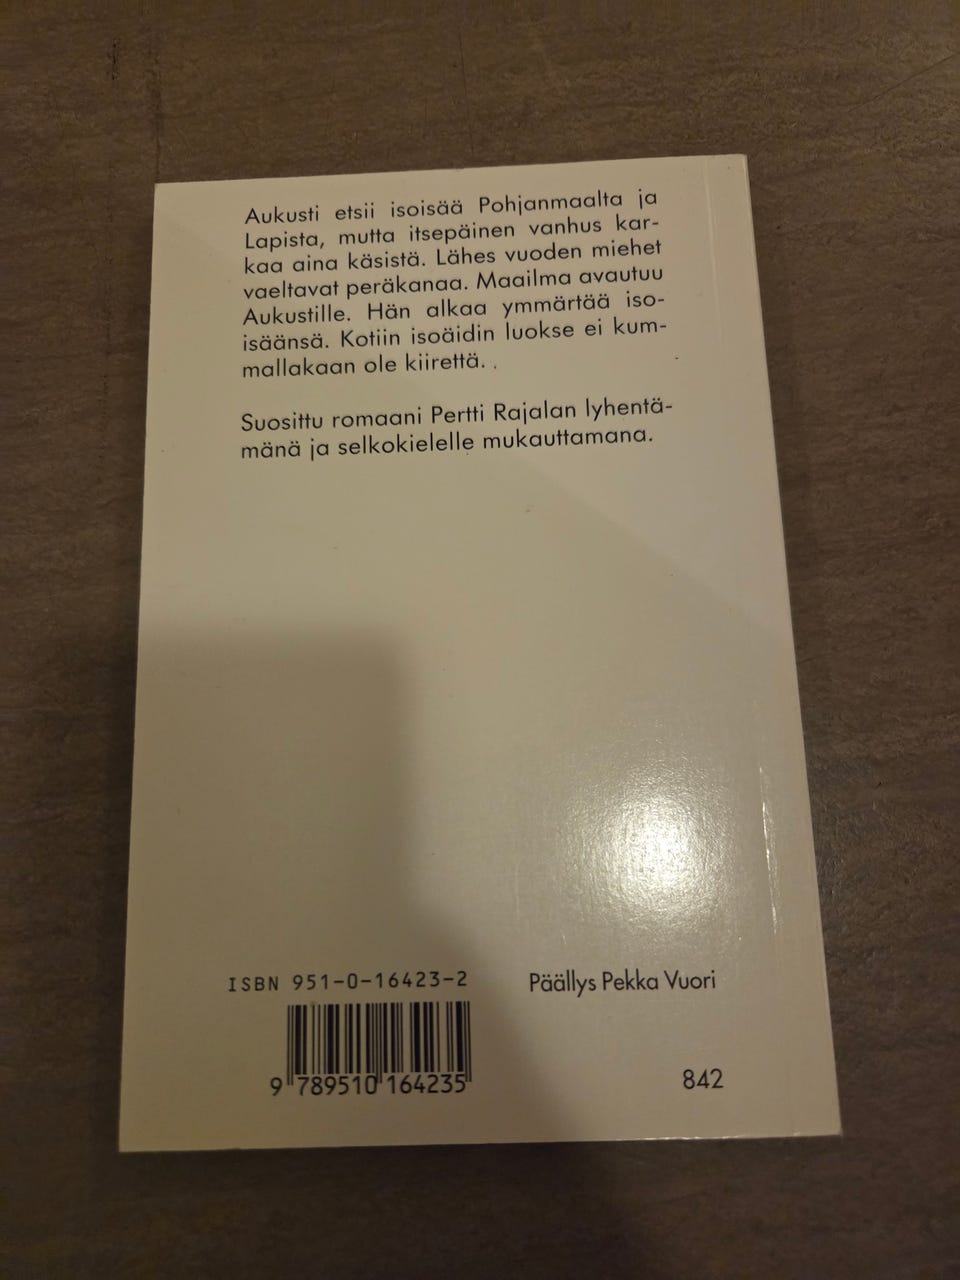 Aukusti etsii isoisää Pohjanmaalta ja
Lapista, mutta itsepäinen vanhus kar-
kaa aina käsistä. Lähes vuoden miehet
vaeltavat peräkanaa. Maailma avautuu
Aukustille. Hän alkaa ymmärtää iso-
isäänsä. Kotiin isoäidin luokse ei kum-
mallakaan ole kiirettä. .
Suosittu romaani Pertti Rajalan lyhentä-
mänä ja selkokielelle mukauttamana.
ISBN 951-0-16423-2
Päällys Pekka Vuori
9 789510 164235
842